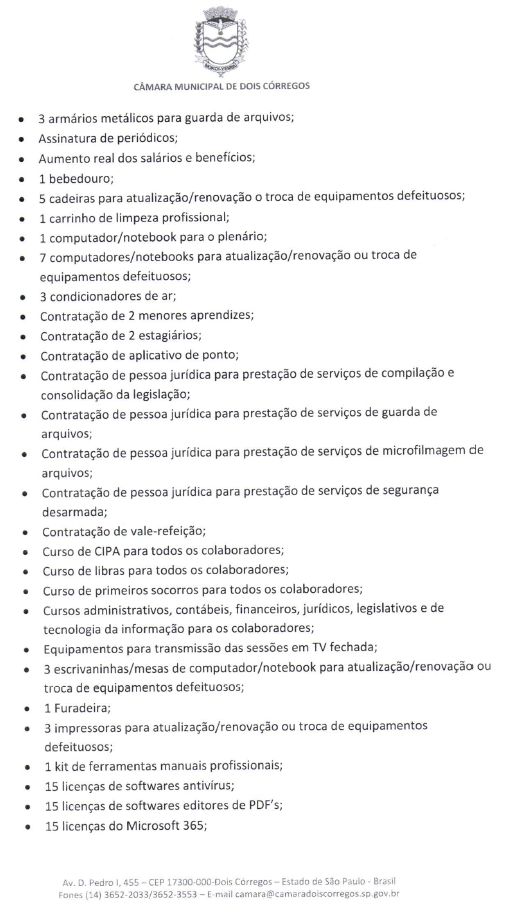 CÂMARA MUNICIPAL DE DOIS CÓRREGOS
• 3 armários metálicos para guarda de arquivos;
• Assinatura de periódicos;
• Aumento real dos salários e benefícios;
• 1 bebedouro;
• 5 cadeiras para atualização/renovação o troca de equipamentos defeituosos;
• 1 carrinho de limpeza profissional;
• 1 computador/notebook para o plenário;
• 7 computadores/notebooks para atualização/renovação ou troca de
equipamentos defeituosos;
• 3 condicionadores de ar;
• Contratação de 2 menores aprendizes;
• Contratação de 2 estagiários;
• Contratação de aplicativo de ponto;
• Contratação de pessoa jurídica para prestação de serviços de compilação e
consolidação da legislação;
• Contratação de pessoa jurídica para prestação de serviços de guarda de
arquivos;
• Contratação de pessoa jurídica para prestação de serviços de microfilmagem de
arquivos;
• Contratação de pessoa jurídica para prestação de serviços de segurança
desarmada;
• Contratação de vale-refeição;
• Curso de CIPA para todos os colaboradores;
• Curso de libras para todos os colaboradores;
• Curso de primeiros socorros para todos os colaboradores;
• Cursos administrativos, contábeis, financeiros, jurídicos, legislativos e de
tecnologia da informação para os colaboradores;
• Equipamentos para transmissão das sessões em TV fechada;
• 3 escrivaninhas/mesas de computador/notebook para atualização/renovação ou
troca de equipamentos defeituosos;
• 1 Furadeira;
• 3 impressoras para atualização/renovação ou troca de equipamentos
defeituosos;
• 1 kit de ferramentas manuais profissionais;
• 15 licenças de softwares antivírus;
• 15 licenças de softwares editores de PDF's;
• 15 licenças do Microsoft 365;
Av. D. Pedro I, 455 – CEP 17300-000-Dois Córregos – Estado de São Paulo - Brasil
Fones (14) 3652-2033/3652-3553 – E-mail camara@camaradoiscorregos.sp.gov.br